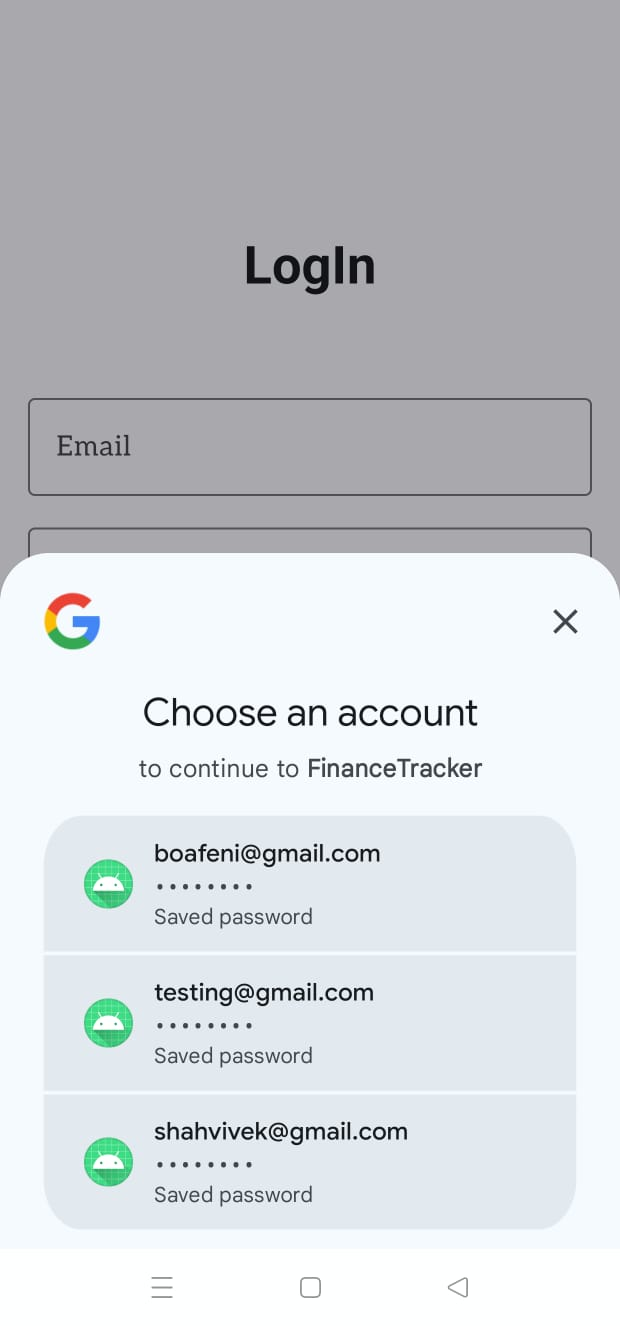 LogIn
Email
Choose an account
to continue to FinanceTracker
boafeni@gmail.com
••••••••
Saved password
testing@gmail.com
••••••••
Saved password
shahvivek@gmail.com
••••••••
Saved password